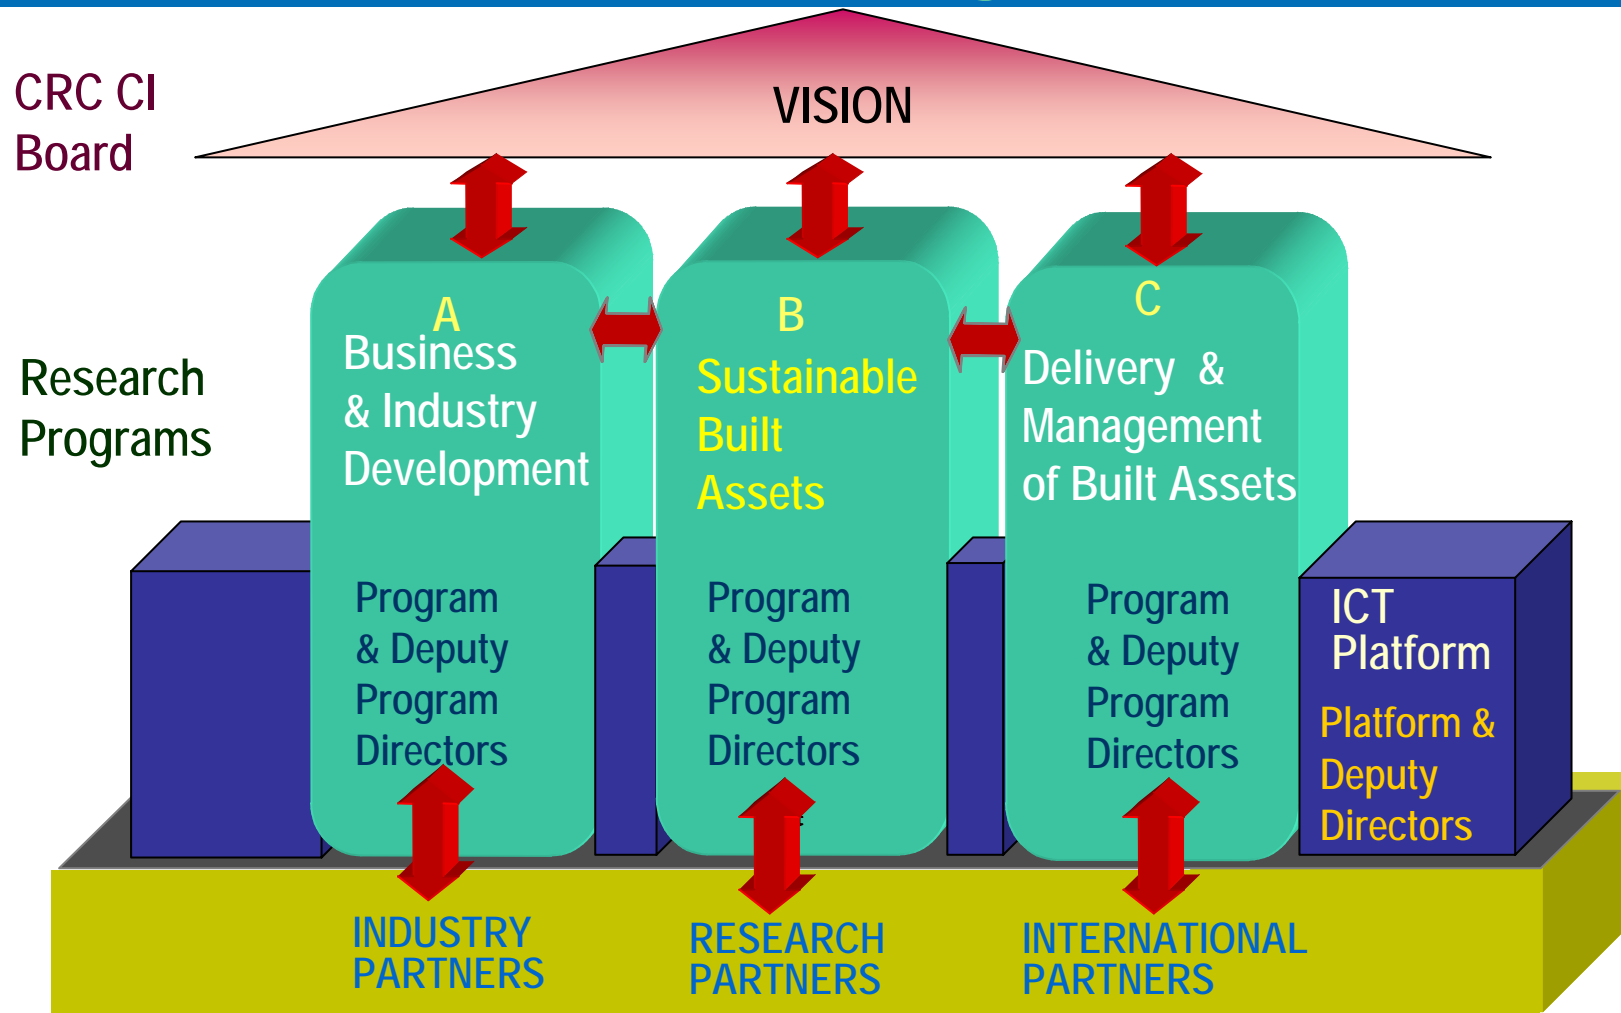 CRC CI
Board
VISION
Research
Programs
A
Business
& Industry
Development
Program
& Deputy
Program
Directors
B
Sustainable
Built
Assets
Program
& Deputy
Program
Directors
C
Delivery &
Management
of Built Assets
Program
& Deputy
Program
Directors
ICT
Platform
Platform &
Deputy
Directors
INDUSTRY
PARTNERS
RESEARCH
PARTNERS
INTERNATIONAL
PARTNERS